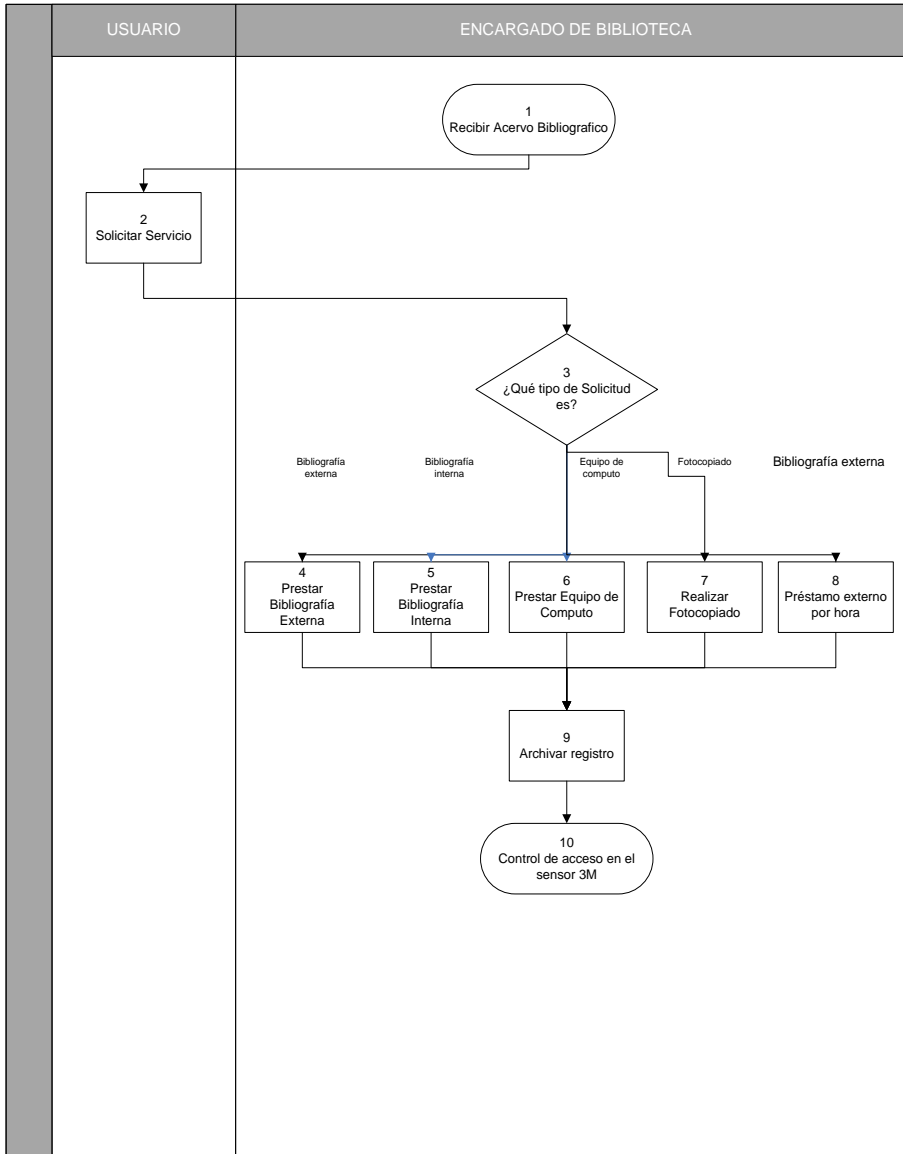 USUARIO
ENCARGADO DE BIBLIOTECA
1
Recibir Acervo Bibliografico
2
Solicitar Servicio
3
¿Qué tipo de Solicitud
es?
Bibliografía
externa
Bibliografía
interna
Equipo de
computo
Fotocopiado
Bibliografía externa
4
Prestar
Bibliografía
Externa
5
Prestar
Bibliografía
Interna
6
Prestar Equipo de
Computo
7
Realizar
Fotocopiado
8
Préstamo externo
por hora
9
Archivar registro
10
Control de acceso en el
sensor 3M